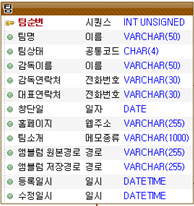 팀
팀순번 시퀀스 INT UNSIGNED
팀명 이름 VARCHAR(50)
팀상태 공통코드 CHAR(4)
감독이름 이름 VARCHAR(50)
감독연락처 전화번호 VARCHAR(30)
대표연락처 전화번호 VARCHAR(30)
창단일 일자 DATE
홈페이지 웹주소 VARCHAR(255)
팀소개 메모종류 VARCHAR(1000)
앰블럼 원본경로 경로 VARCHAR(255)
앰블럼 저장경로 경로 VARCHAR(255)
등록일시 일시 DATETIME
수정일시 일시 DATETIME